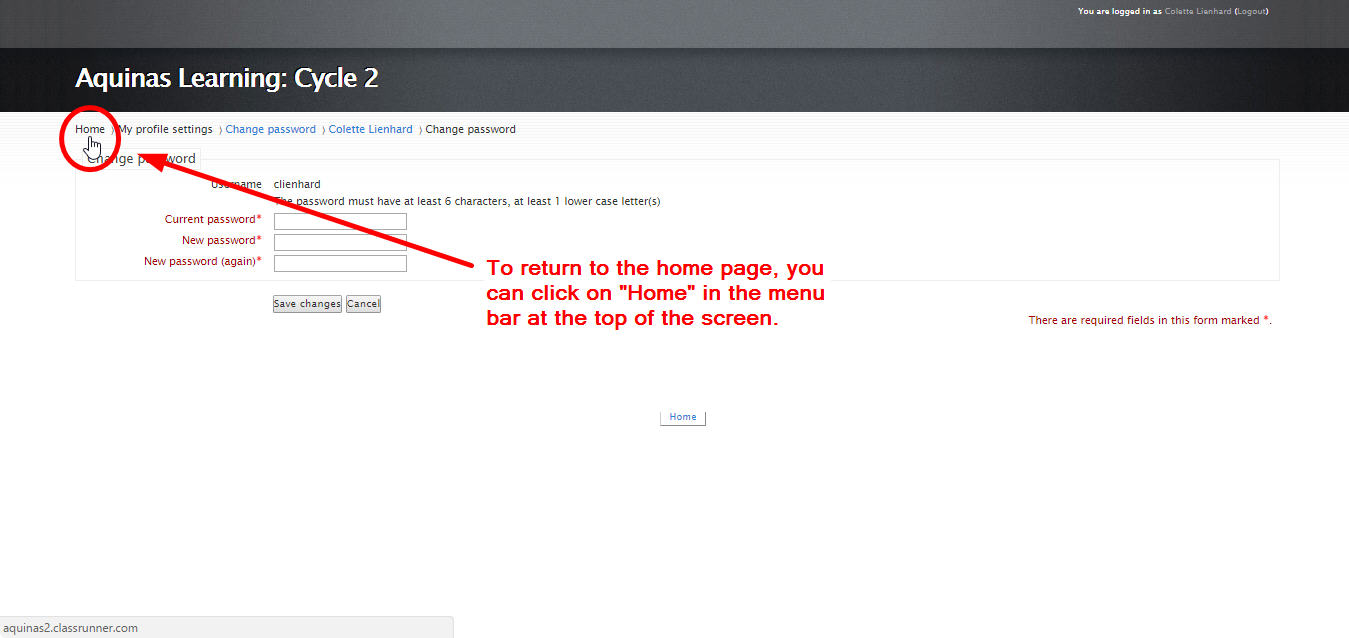 You are logged in as Colette Lienhard (Logout)
Aquinas Learning: Cycle 2
Home 〉My profile settings 〉Change password 〉Colette Lienhard 〉Change password
Change password
Username clienhard
The password must have at least 6 characters, at least 1 lower case letter(s)
Current password*
New password*
New password (again)*
To return to the home page, you
can click on "Home" in the menu
bar at the top of the screen.
Save changes Cancel
There are required fields in this form marked *.
Home
aquinas2.classrunner.com